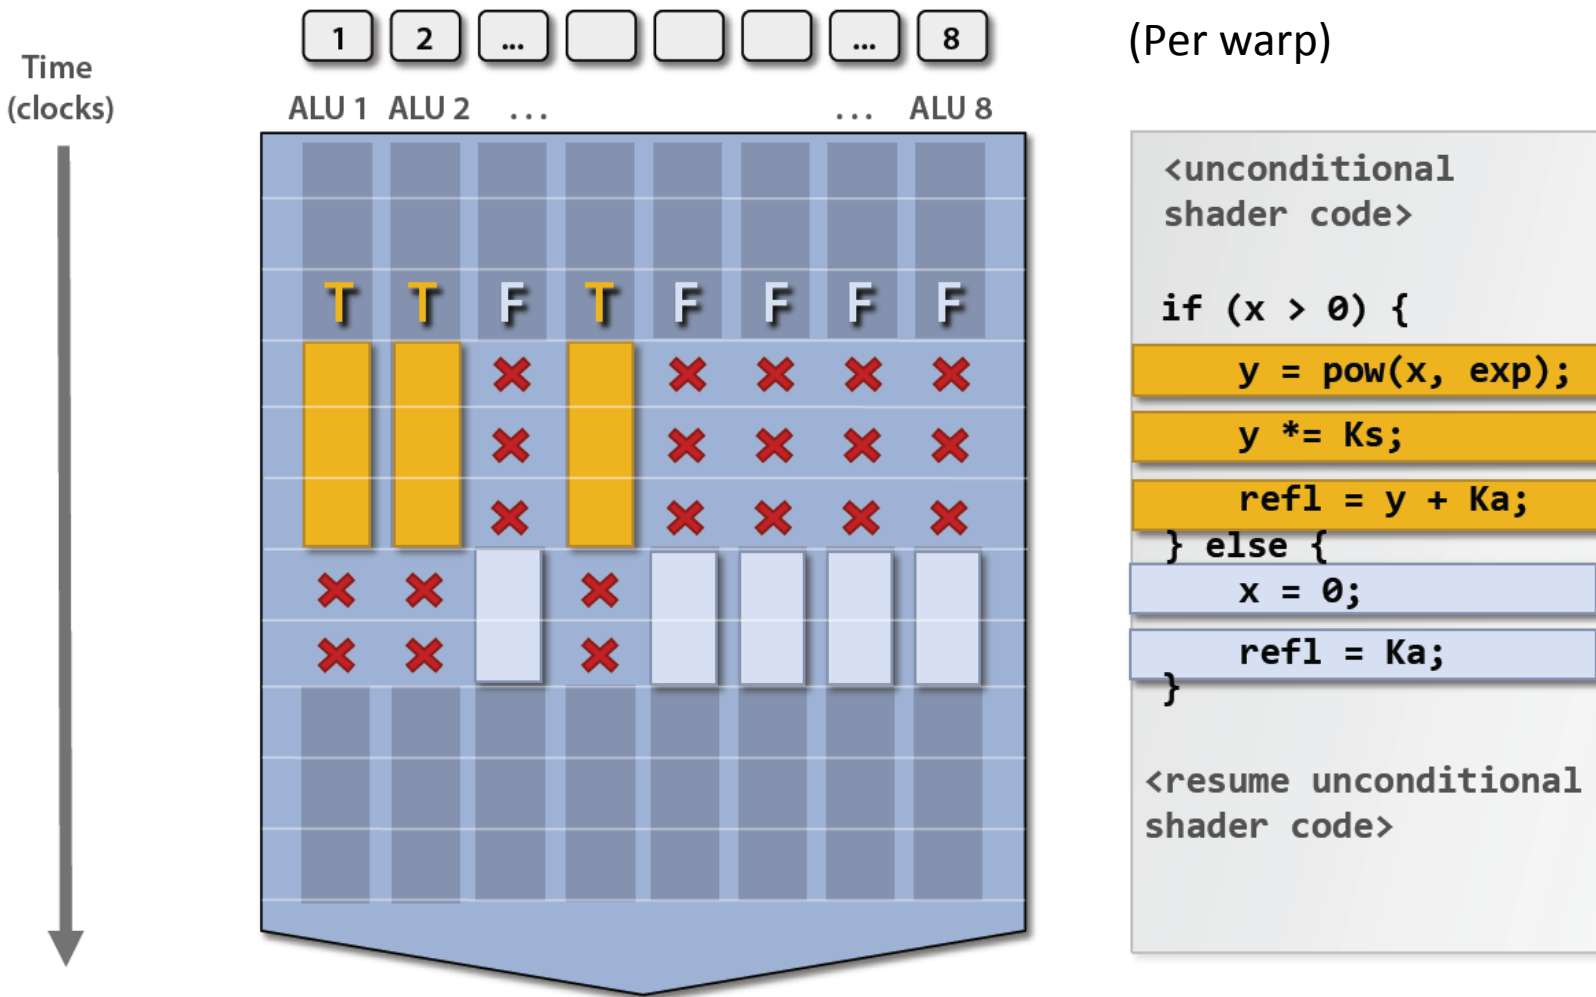 1 2 ... ... 8
(Per warp)
Time
(clocks)
ALU 1 ALU 2 ... ... ALU 8
<unconditional
shader code>
T T F T F F F F
if (x > 0) {
y = pow(x, exp);
y *= Ks;
refl = y + Ka;
} else {
x = 0;
refl = Ka;
}
<resume unconditional
shader code>